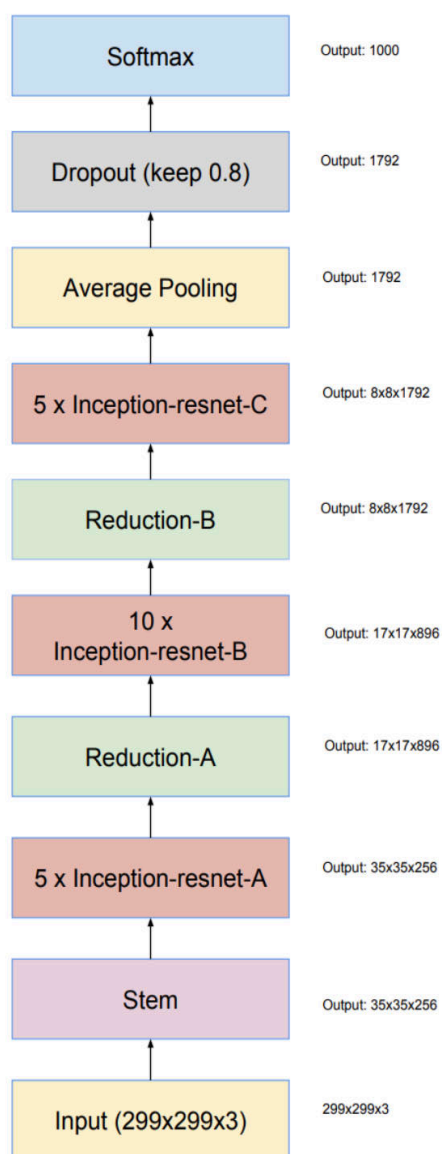 Softmax
Output: 1000
Dropout (keep 0.8)
Output: 1792
Average Pooling
Output: 1792
5 x Inception-resnet-C
Output: 8x8x1792
Reduction-B
Output: 8x8x1792
10 x
Inception-resnet-B
Output: 17x17x896
Reduction-A
Output: 17x17x896
5 x Inception-resnet-A
Output: 35x35x256
Stem
Output: 35x35x256
Input (299x299x3)
299x299x3